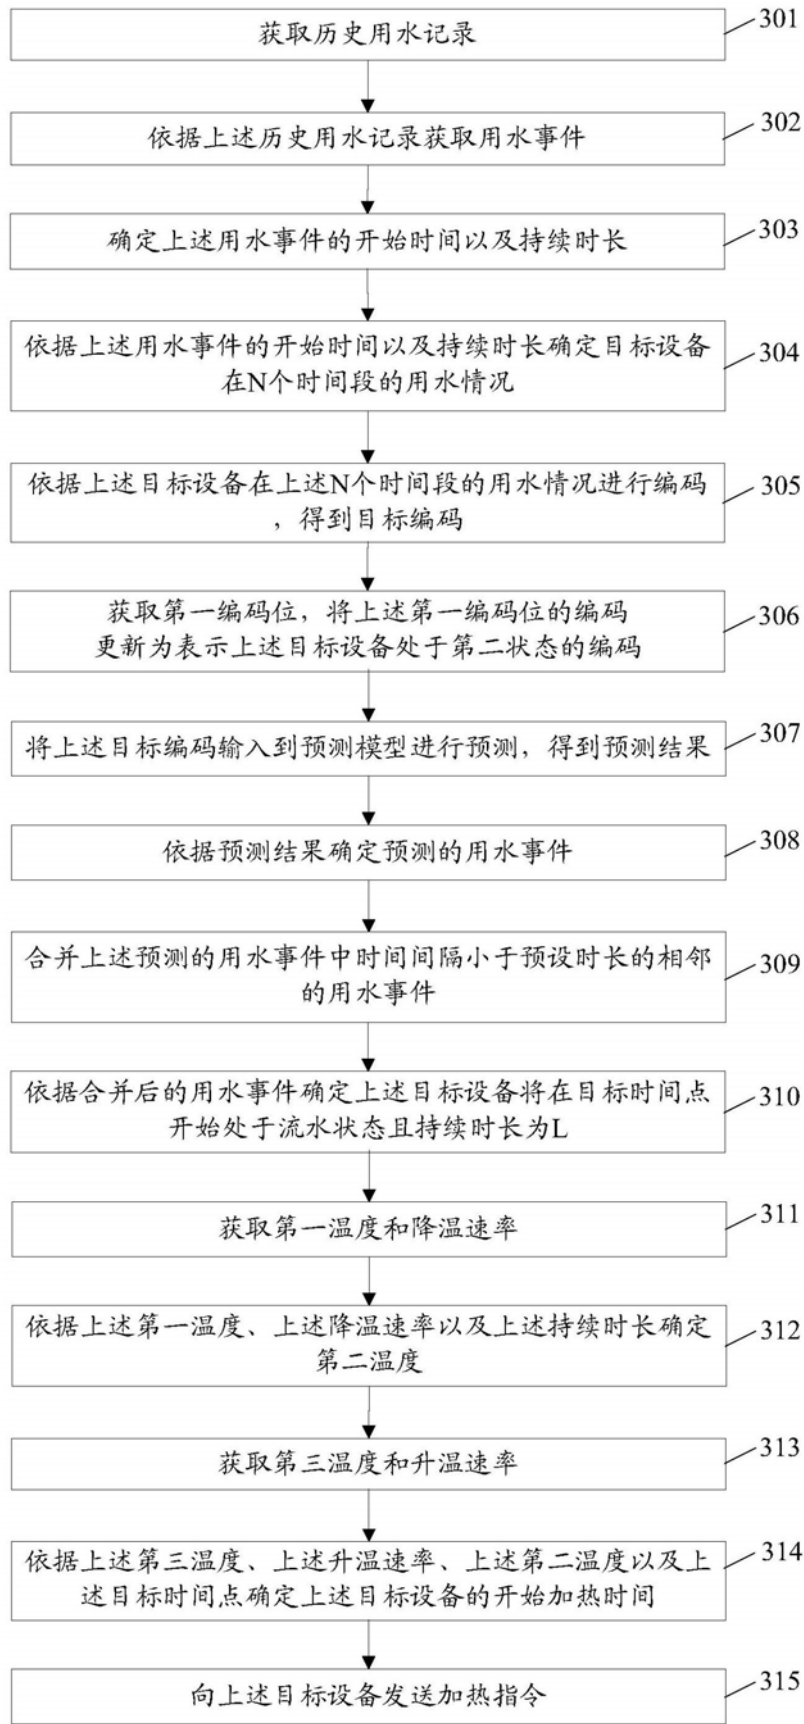 获取历史用水记录
301
依据上述历史用水记录获取用水事件
302
确定上述用水事件的开始时间以及持续时长
303
依据上述用水事件的开始时间以及持续时长确定目标设备
在N个时间段的用水情况
304
依据上述目标设备在上述N个时间段的用水情况进行编码
，得到目标编码
305
获取第一编码位，将上述第一编码位的编码
更新为表示上述目标设备处于第二状态的编码
306
将上述目标编码输入到预测模型进行预测，得到预测结果
307
依据预测结果确定预测的用水事件
308
合并上述预测的用水事件中时间间隔小于预设时长的相邻
的用水事件
309
依据合并后的用水事件确定上述目标设备将在目标时间点
开始处于流水状态且持续时长为L
310
获取第一温度和降温速率
311
依据上述第一温度、上述降温速率以及上述持续时长确定
第二温度
312
获取第三温度和升温速率
313
依据上述第三温度、上述升温速率、上述第二温度以及上
述目标时间点确定上述目标设备的开始加热时间
314
向上述目标设备发送加热指令
315